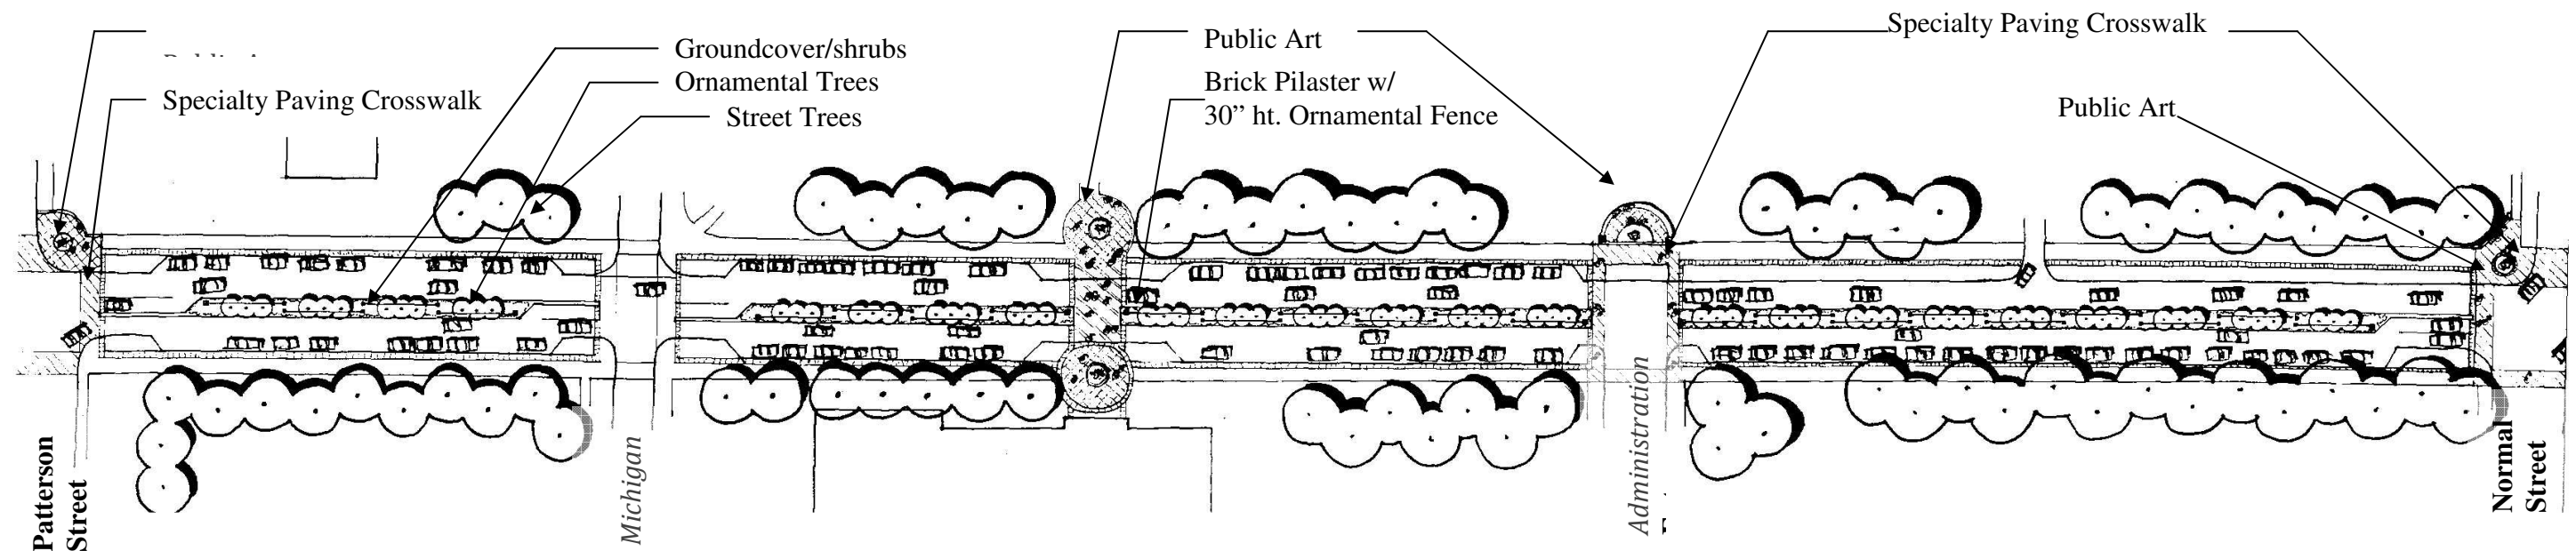 Specialty Paving Crosswalk
Groundcover/shrubs
Ornamental Trees
Street Trees
Public Art
Brick Pilaster w/
30” ht. Ornamental Fence
Specialty Paving Crosswalk
Public Art
Patterson
Street
Michigan
Administration
Normal
Street